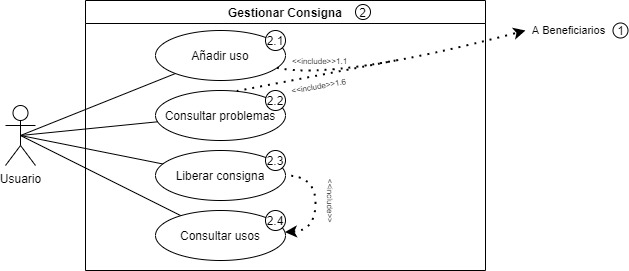 Gestionar Consigna 2
A Beneficiarios 1
2.1
Añadir uso
<<include>>1.1
<<include>>1.6
2.2
Consultar problemas
2.3
Liberar consigna
<<include>>
2.4
Consultar usos
Usuario